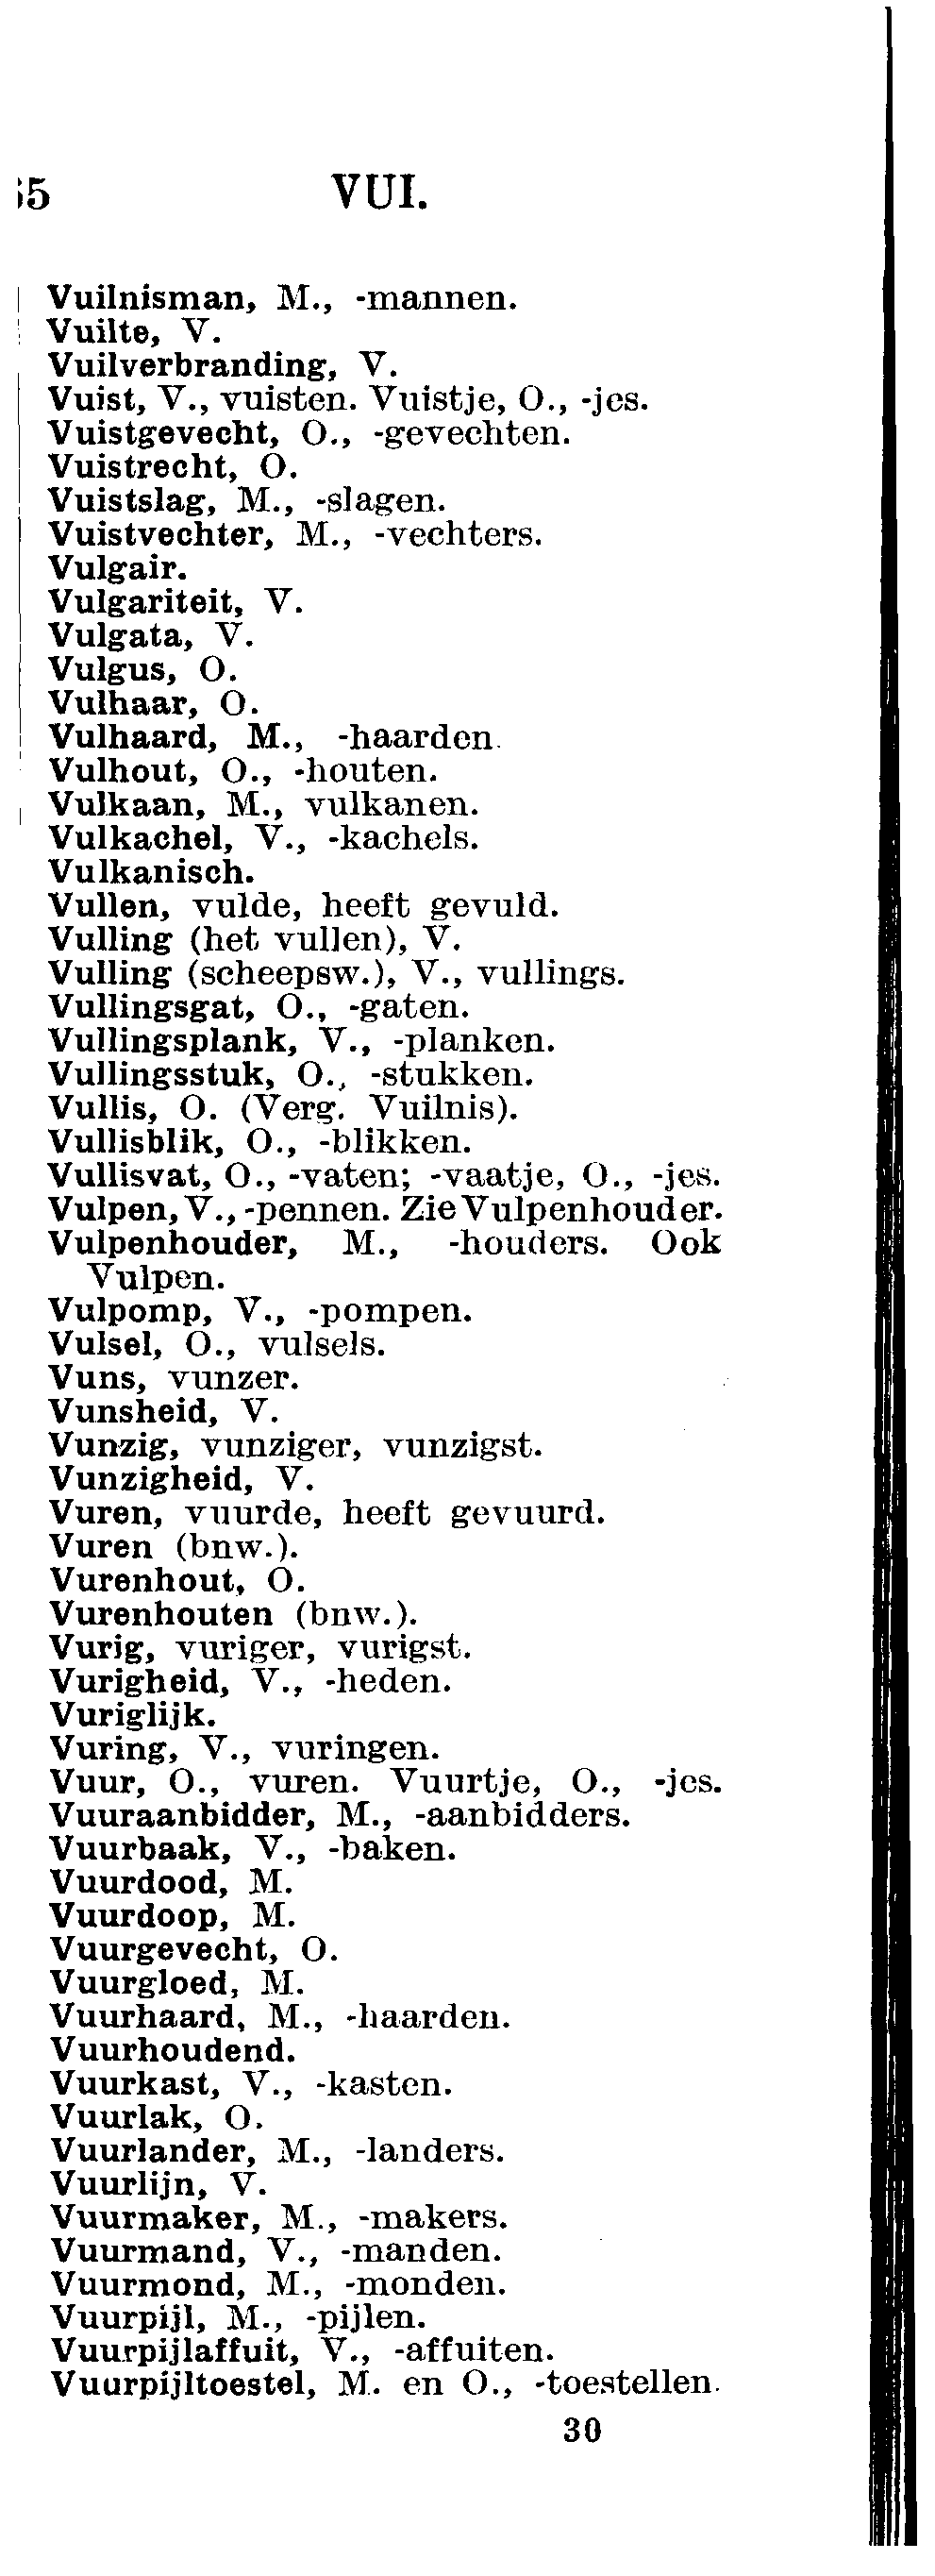 65 VUI.
Vuilnisman, M., -mannen.
Vuilte, V.
Vuilverbranding, V.
Vuist, V., vuisten. Vuistje, O., -jes.
Vuistgevecht, O., -gevechten.
Vuistrecht, O.
Vuistslag, M., -slagen.
Vuistvechter, M., -vechters.
Vulgair.
Vulgariteit, V.
Vulgata, V.
Vulgus, O.
Vulhaar, O.
Vulhaard, M., -haarden.
Vulhout, O., -houten.
Vulkaan, M., vulkanen.
Vulkachel, V., -kachels.
Vulkanisch.
Vullen, vulde, heeft gevuld.
Vulling (het vullen), V.
Vulling (scheepsw.), V., vullings.
Vullingsgat, O., -gaten.
Vullingsplank, V., -planken.
Vullingsstuk, O., -stukken.
Vullis, O. (Verg. Vuilnis).
Vullisblik, O., -blikken.
Vullisvat, O., -vaten; -vaatje, O., -jes.
Vulpen, V., -pennen. Zie Vulpenhouder.
Vulpenhouder, M., -houders. Ook
Vulpen.
Vulpomp, V., -pompen.
Vulsel, O., vulsels.
Vuns, vunzer.
Vunsheid, V.
Vunzig, vunziger, vunzigst.
Vunzigheid, V.
Vuren, vuurde, heeft gevuurd.
Vuren (bnw.).
Vurenhout, O.
Vurenhouten (bnw.).
Vurig, vuriger, vurigst.
Vurigheid, V., -heden.
Vuriglijk.
Vuring, V., vuringen.
Vuur, O., vuren. Vuurtje, O., -jes.
Vuuraanbidder, M., -aanbidders.
Vuurbaak, V., -baken.
Vuurdood, M.
Vuurdoop, M.
Vuurgevecht, O.
Vuurgloed, M.
Vuurhaard, M., -haarden.
Vuurhoudend.
Vuurkast, V., -kasten.
Vuurlak, O.
Vuurlander, M., -landers.
Vuurlijn, V.
Vuurmaker, M., -makers.
Vuurmand, V., -manden.
Vuurmond, M., -monden.
Vuurpijl, M., -pijlen.
Vuurpijlaffuit, V., -affuiten.
Vuurpijltoestel, M. en O., -toestellen.
30